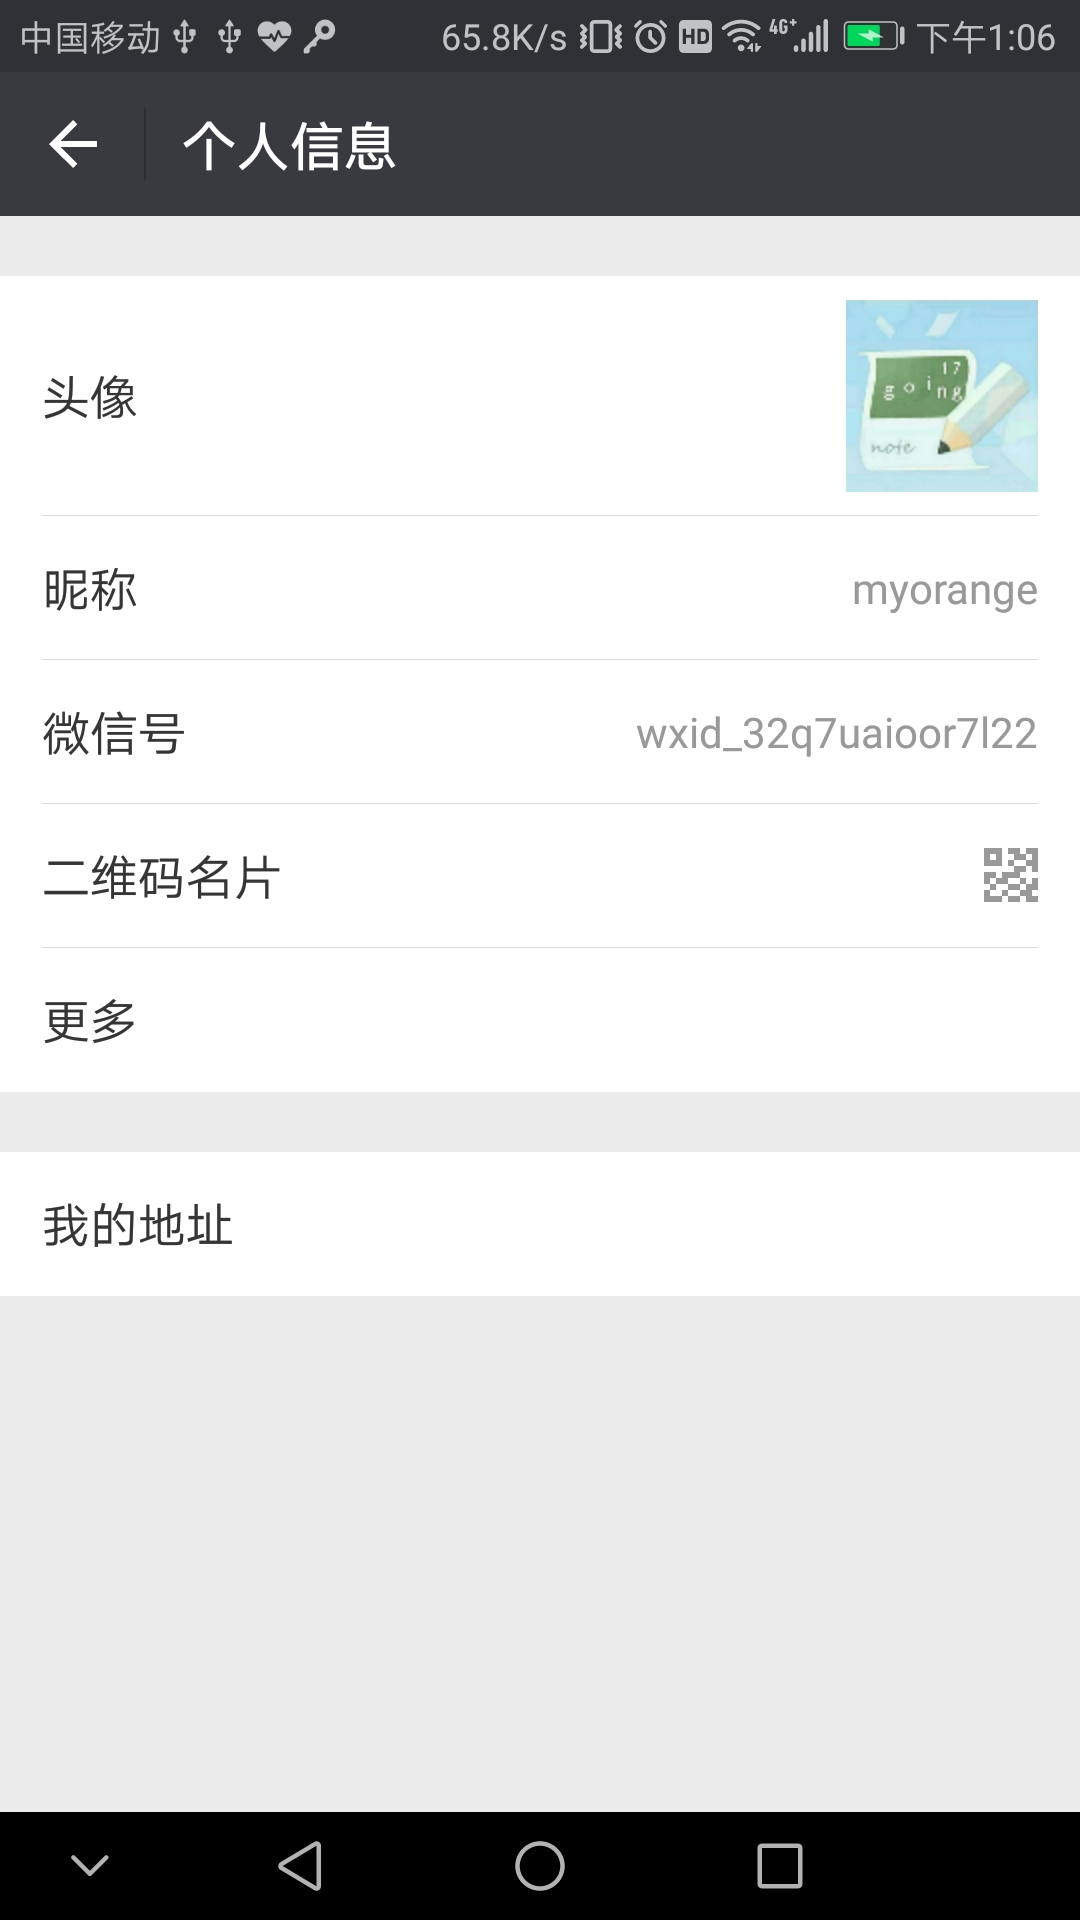 中国移动 65.8K/s HD 4G+ 下午1:06
个人信息
头像
17
going
note
昵称 myorange
微信号 wxid_32q7uaioor7l22
二维码名片
更多
我的地址